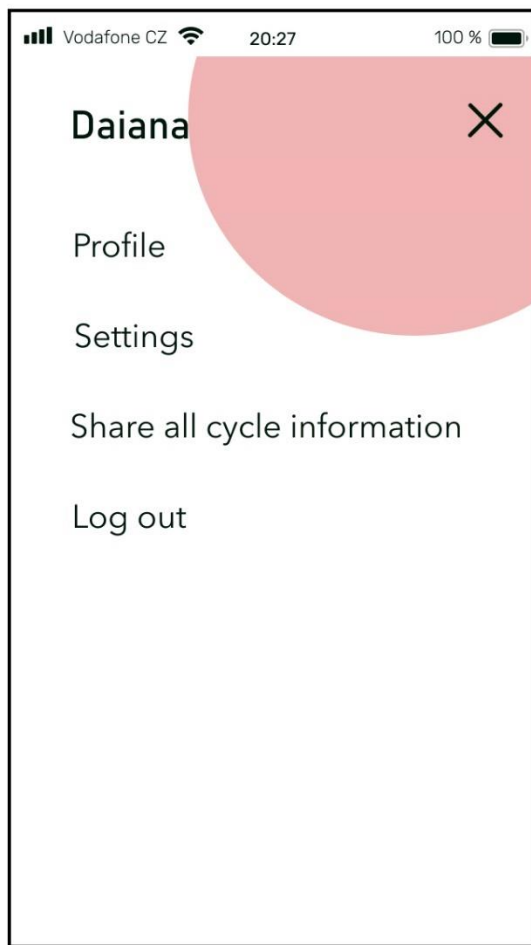 Vodafone CZ 20:27 100 %
Daiana
Profile
Settings
Share all cycle information
Log out